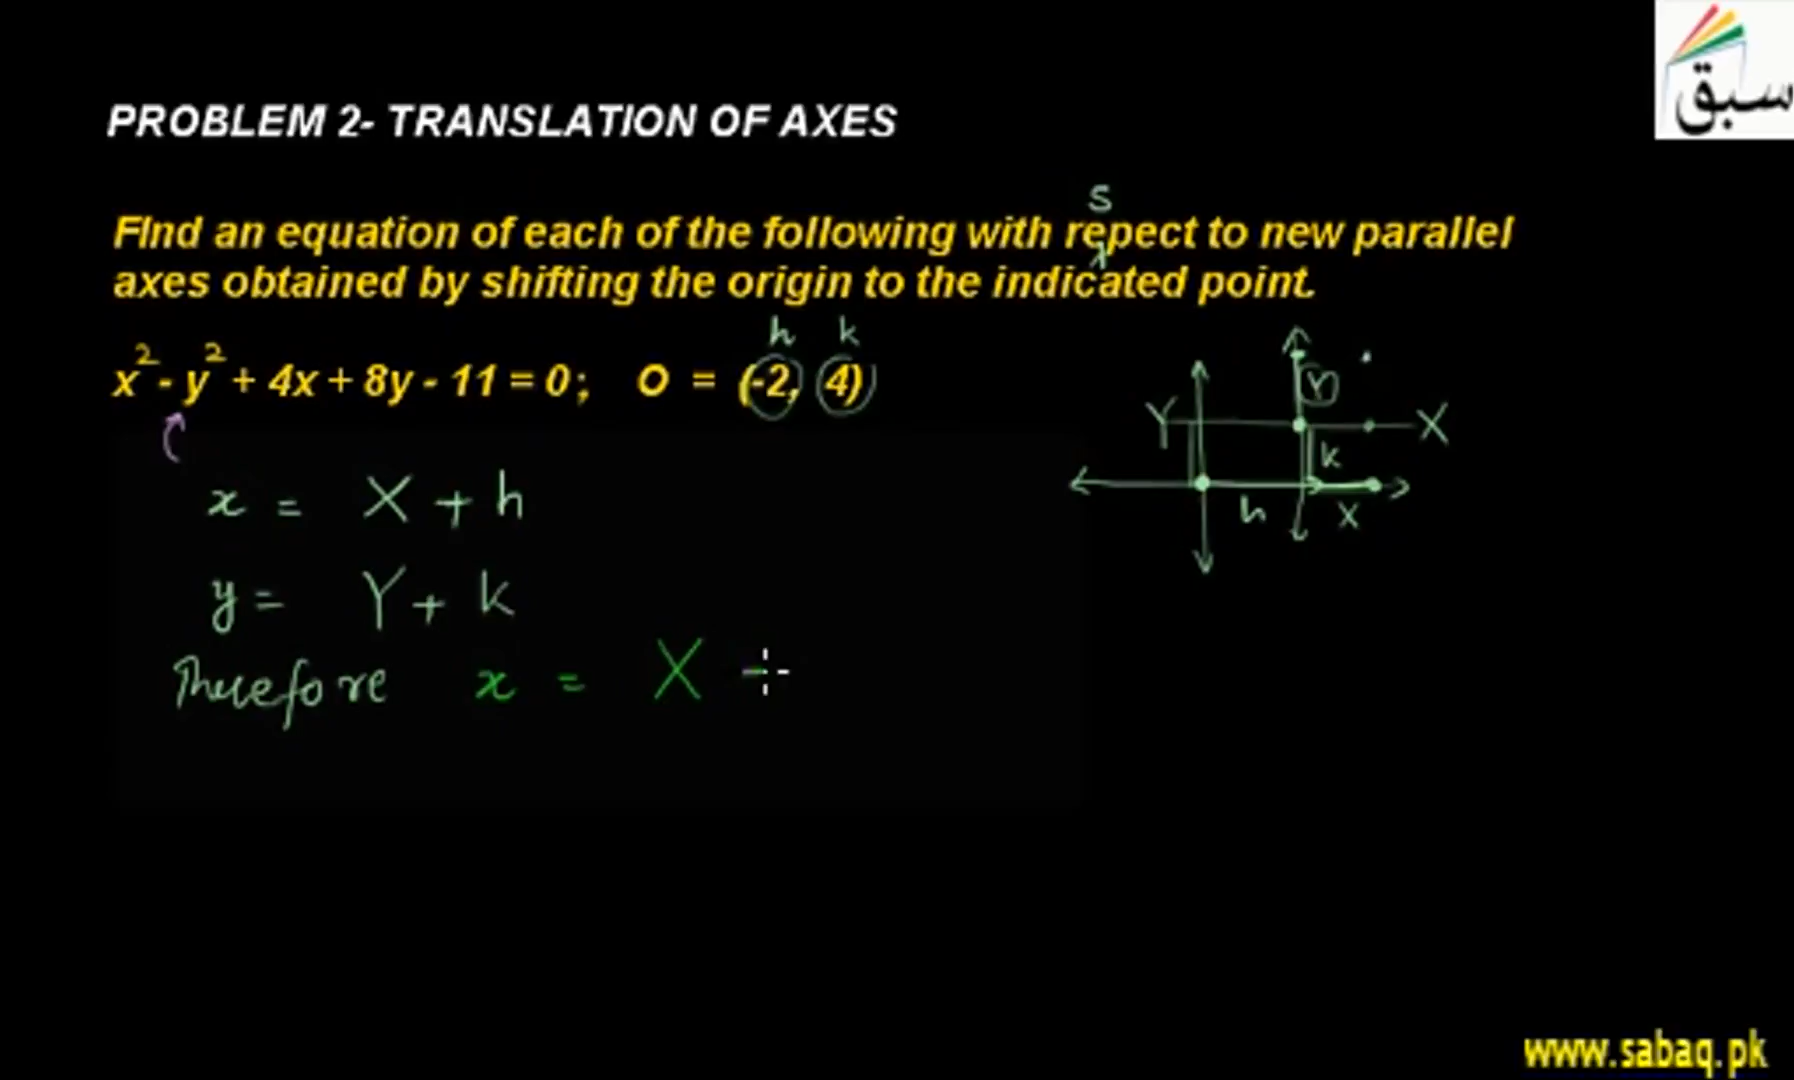 سبق
PROBLEM 2- TRANSLATION OF AXES
s
FInd an equation of each of the following with repect to new parallel
axes obtained by shifting the origin to the indicated point.
h k
x² - y² + 4x + 8y - 11 = 0; O = (-2, 4)
Y
Y X
k
h x
x = X + h
y = Y + k
Therefore x = X -
www.sabaq.pk